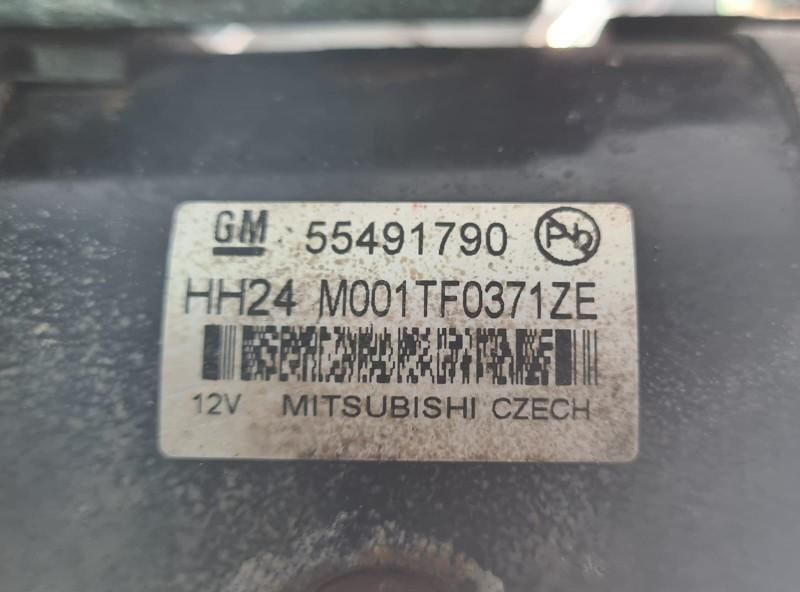 GM 55491790 Pb
HH24 M001TF0371ZE
12V MITSUBISHI CZECH